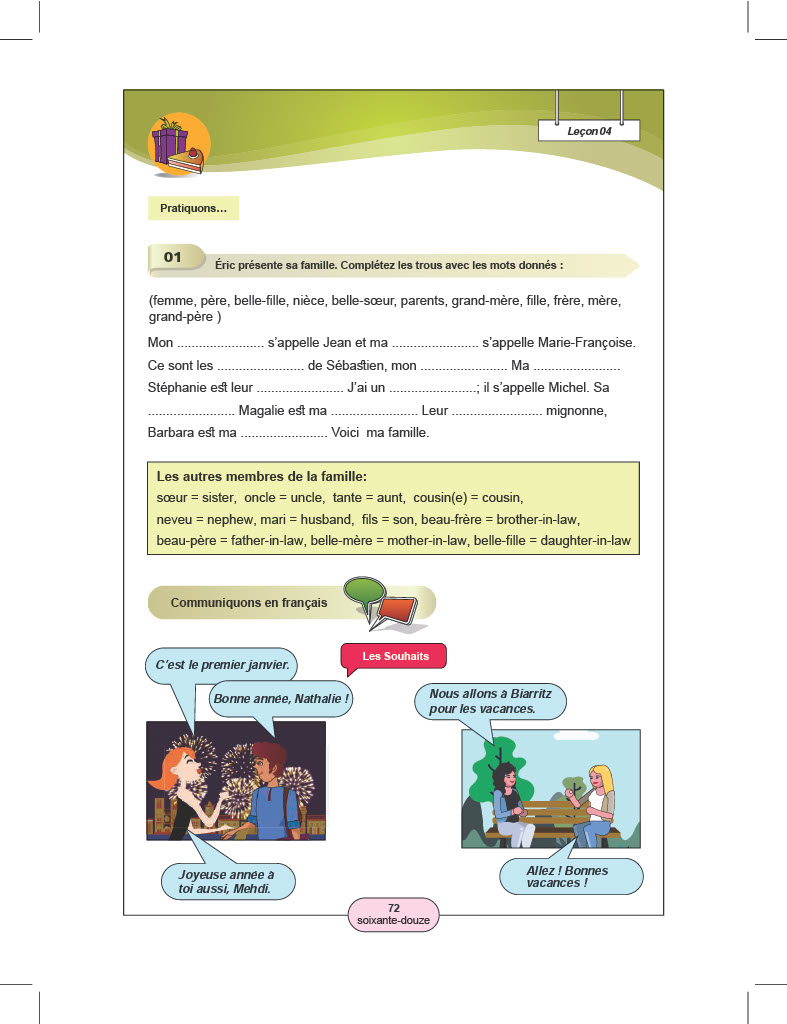 Leçon 04
Pratiquons...
01
Éric présente sa famille. Complétez les trous avec les mots donnés :
(femme, père, belle-fille, nièce, belle-sœur, parents, grand-mère, fille, frère, mère,
grand-père )
Mon ........................ s'appelle Jean et ma ........................ s'appelle Marie-Françoise.
Ce sont les ........................ de Sébastien, mon ........................ Ma ........................
Stéphanie est leur ........................ J'ai un ........................; il s'appelle Michel. Sa
........................ Magalie est ma ........................ Leur ......................... mignonne,
Barbara est ma ........................ Voici  ma famille.
Les autres membres de la famille:
sœur = sister,  oncle = uncle,  tante = aunt,  cousin(e) = cousin,
neveu = nephew, mari = husband,  fils = son, beau-frère = brother-in-law,
beau-père = father-in-law, belle-mère = mother-in-law, belle-fille = daughter-in-law
Communiquons en français
Les Souhaits
C'est le premier janvier.
Bonne année, Nathalie !
Joyeuse année à
toi aussi, Mehdi.
Nous allons à Biarritz
pour les vacances.
Allez ! Bonnes
vacances !
72
soixante-douze